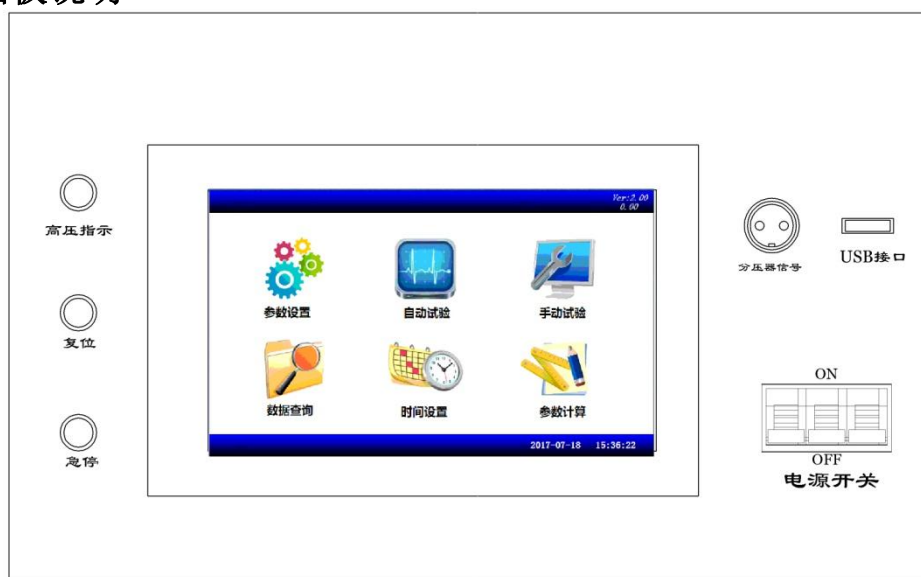 Ver:2.00
0.00
高压指示
分压器信号
USB接口
参数设置
自动试验
手动试验
复位
ON
数据查询
时间设置
参数计算
2017-07-18 15:36:22
急停
OFF
电源开关